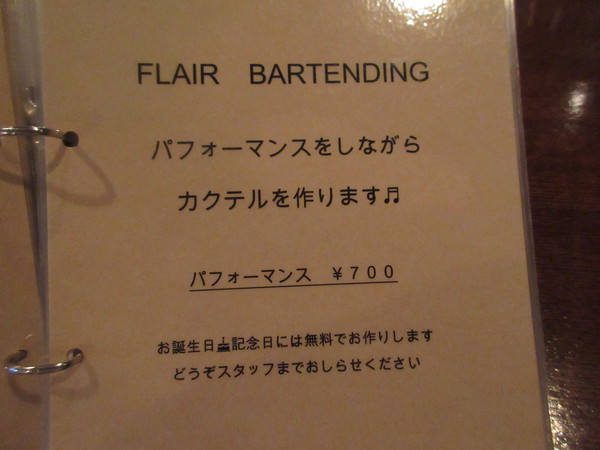 FLAIR BARTENDING
パフォーマンスをしながら
カクテルを作ります♬
パフォーマンス ￥７００
お誕生日🎂記念日には無料でお作りします
どうぞスタッフまでおしらせください